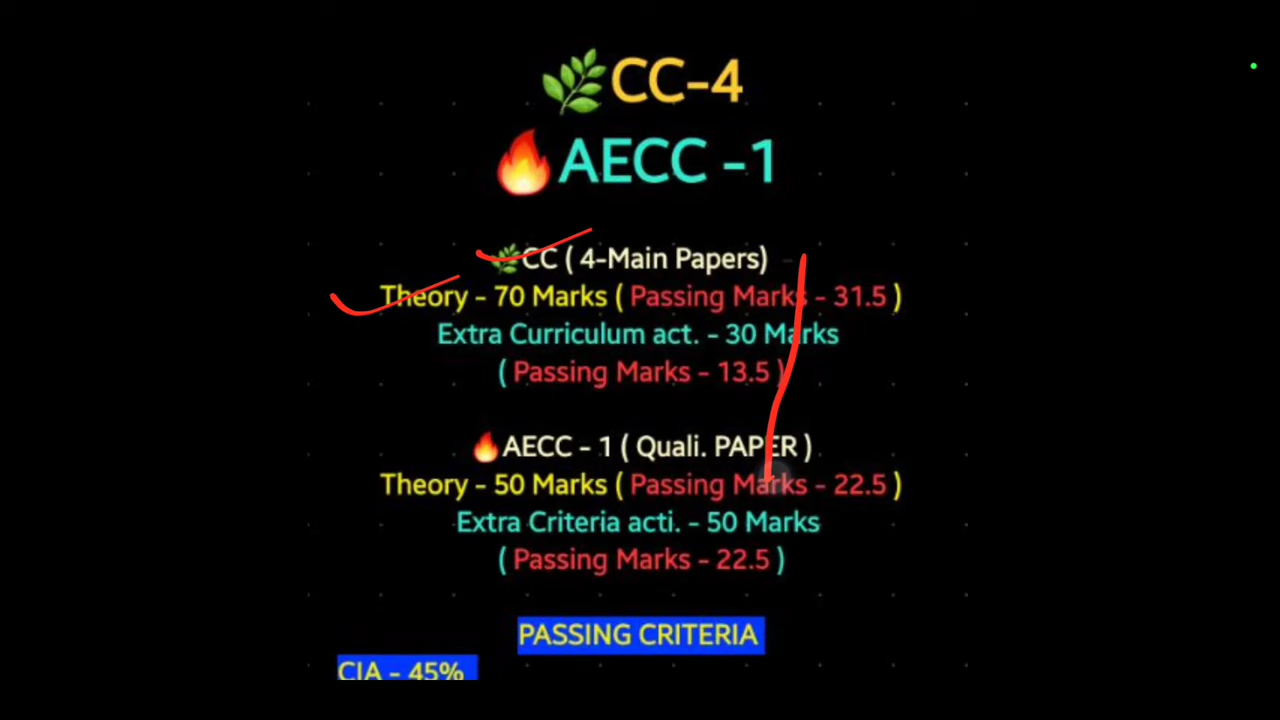 🌿CC-4
🔥AECC -1
🌿CC ( 4-Main Papers) -
Theory - 70 Marks ( Passing Marks - 31.5 )
Extra Curriculum act. - 30 Marks
( Passing Marks - 13.5 )
🔥AECC - 1 ( Quali. PAPER )
Theory - 50 Marks ( Passing Marks - 22.5 )
Extra Criteria acti. - 50 Marks
( Passing Marks - 22.5 )
PASSING CRITERIA
CIA - 45%